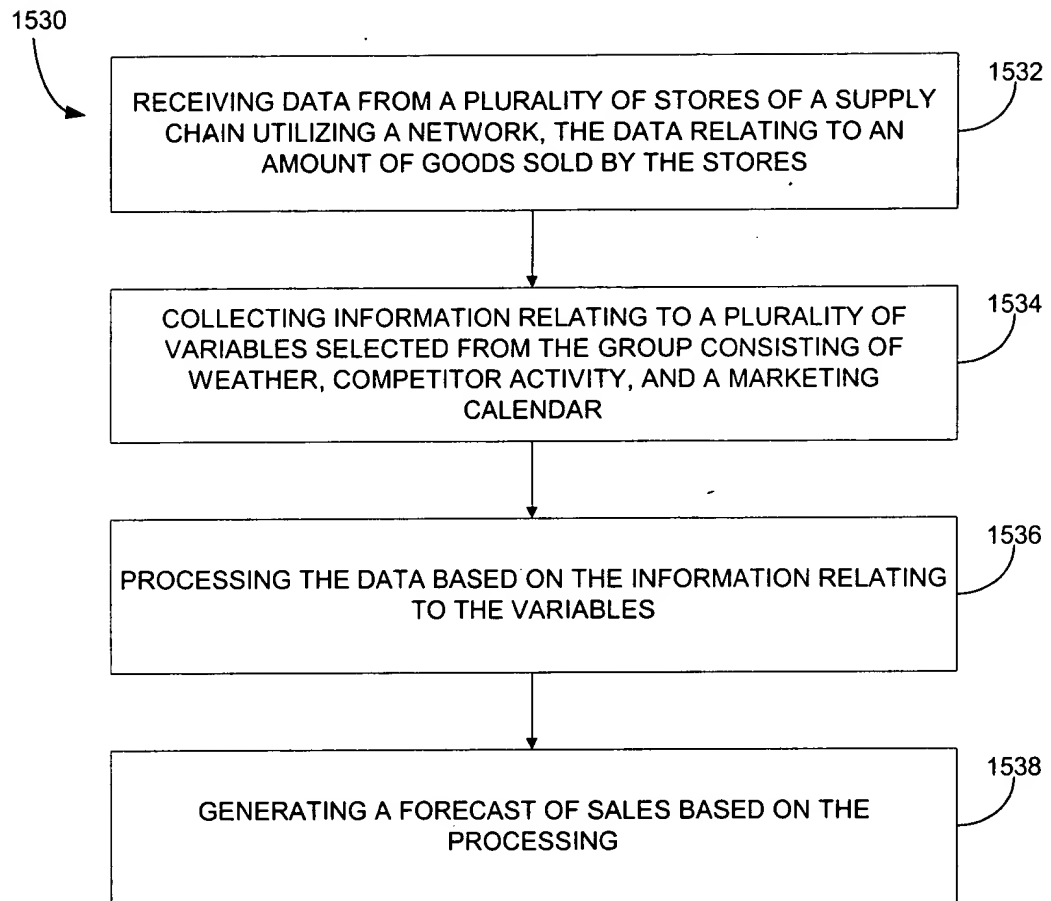 1530
1532
RECEIVING DATA FROM A PLURALITY OF STORES OF A SUPPLY
CHAIN UTILIZING A NETWORK, THE DATA RELATING TO AN
AMOUNT OF GOODS SOLD BY THE STORES
1534
COLLECTING INFORMATION RELATING TO A PLURALITY OF
VARIABLES SELECTED FROM THE GROUP CONSISTING OF
WEATHER, COMPETITOR ACTIVITY, AND A MARKETING
CALENDAR
1536
PROCESSING THE DATA BASED ON THE INFORMATION RELATING
TO THE VARIABLES
1538
GENERATING A FORECAST OF SALES BASED ON THE
PROCESSING